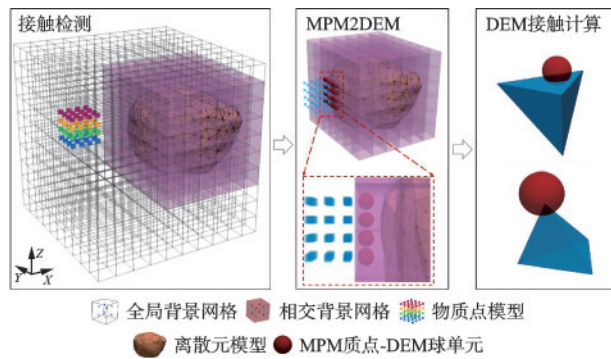 接触检测
MPM2DEM
DEM接触计算
Z
Y
X
全局背景网格
相交背景网格
物质点模型
离散元模型
MPM质点-DEM球单元